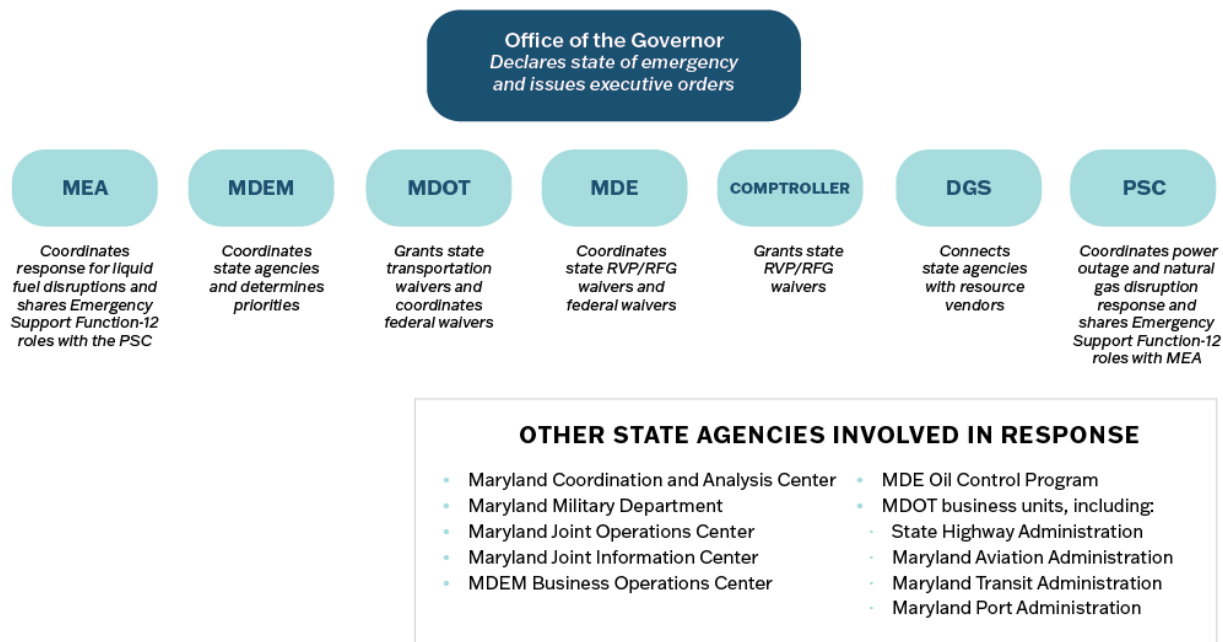 Office of the Governor
Declares state of emergency
and issues executive orders
MEA
Coordinates
response for liquid
fuel disruptions and
shares Emergency
Support Function-12
roles with the PSC
MDEM
Coordinates
state agencies
and determines
priorities
MDOT
Grants state
transportation
waivers and
coordinates
federal waivers
MDE
Coordinates
state RVP/RFG
waivers and
federal waivers
COMPTROLLER
Grants state
RVP/RFG
waivers
DGS
Connects
state agencies
with resource
vendors
PSC
Coordinates power
outage and natural
gas disruption
response and
shares Emergency
Support Function-12
roles with MEA
OTHER STATE AGENCIES INVOLVED IN RESPONSE
• Maryland Coordination and Analysis Center
• Maryland Military Department
• Maryland Joint Operations Center
• Maryland Joint Information Center
• MDEM Business Operations Center
• MDE Oil Control Program
• MDOT business units, including:
· State Highway Administration
· Maryland Aviation Administration
· Maryland Transit Administration
· Maryland Port Administration